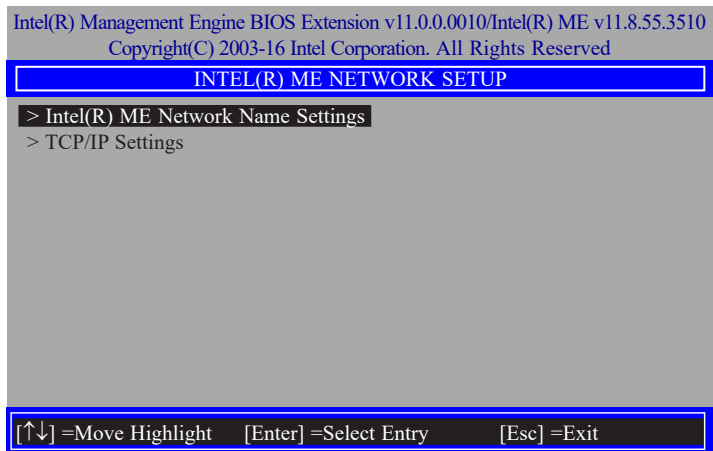 Intel(R) Management Engine BIOS Extension v11.0.0.0010/Intel(R) ME v11.8.55.3510
Copyright(C) 2003-16 Intel Corporation. All Rights Reserved
INTEL(R) ME NETWORK SETUP
> Intel(R) ME Network Name Settings
> TCP/IP Settings
[↑↓] =Move Highlight [Enter] =Select Entry [Esc] =Exit